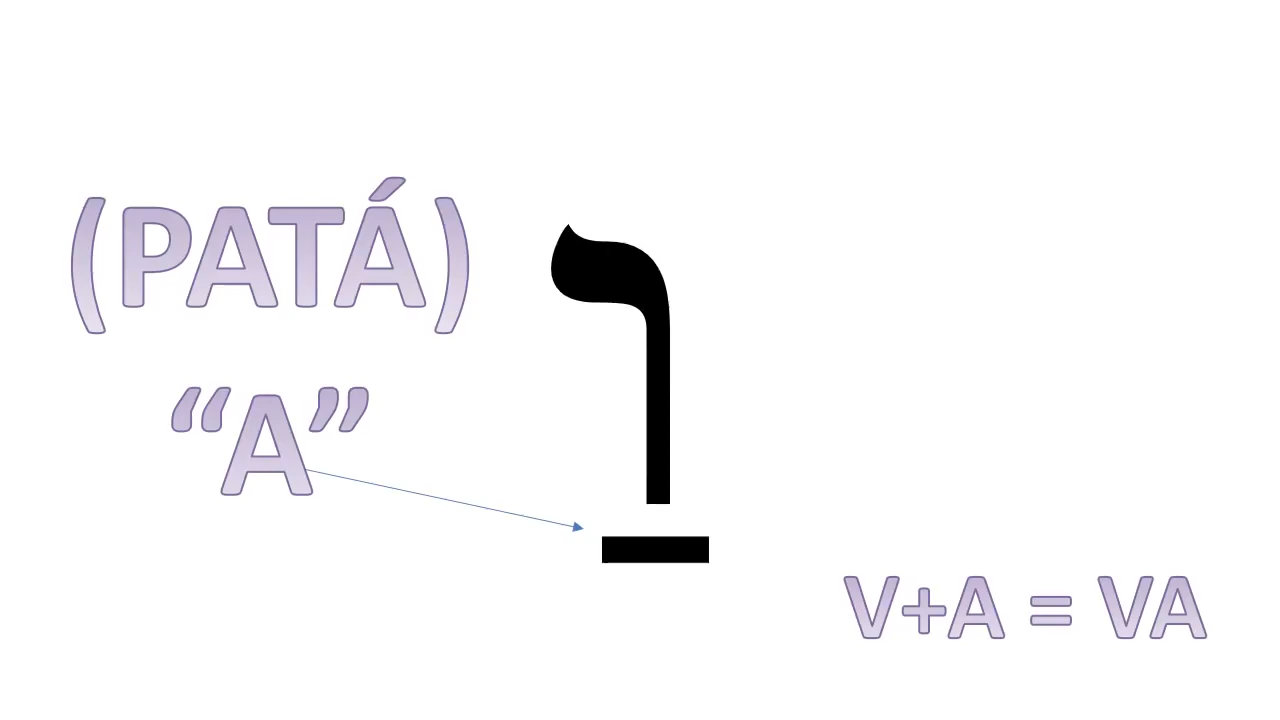 (PATÁ)
“A”
וַ
V+A = VA